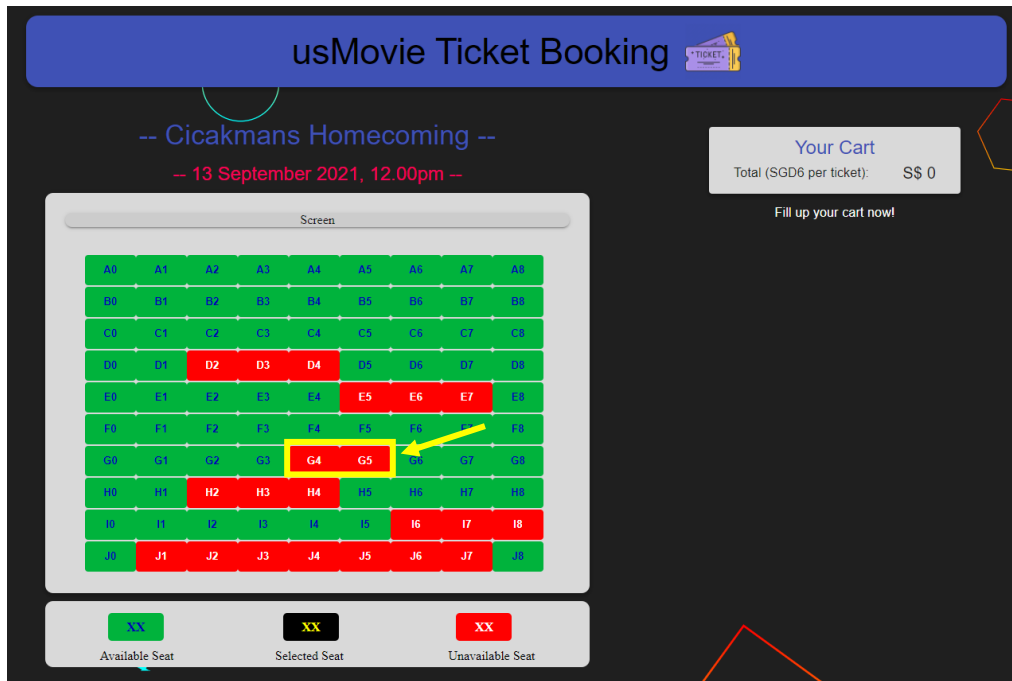 usMovie Ticket Booking
TICKET
-- Cicakmans Homecoming --
-- 13 September 2021, 12.00pm --
Your Cart
Total (SGD6 per ticket): S$ 0
Fill up your cart now!
Screen
A0 A1 A2 A3 A4 A5 A6 A7 A8
B0 B1 B2 B3 B4 B5 B6 B7 B8
C0 C1 C2 C3 C4 C5 C6 C7 C8
D0 D1 D2 D3 D4 D5 D6 D7 D8
E0 E1 E2 E3 E4 E5 E6 E7 E8
F0 F1 F2 F3 F4 F5 F6 F7 F8
G0 G1 G2 G3 G4 G5 G6 G7 G8
H0 H1 H2 H3 H4 H5 H6 H7 H8
I0 I1 I2 I3 I4 I5 I6 I7 I8
J0 J1 J2 J3 J4 J5 J6 J7 J8
XX XX XX
Available Seat Selected Seat Unavailable Seat